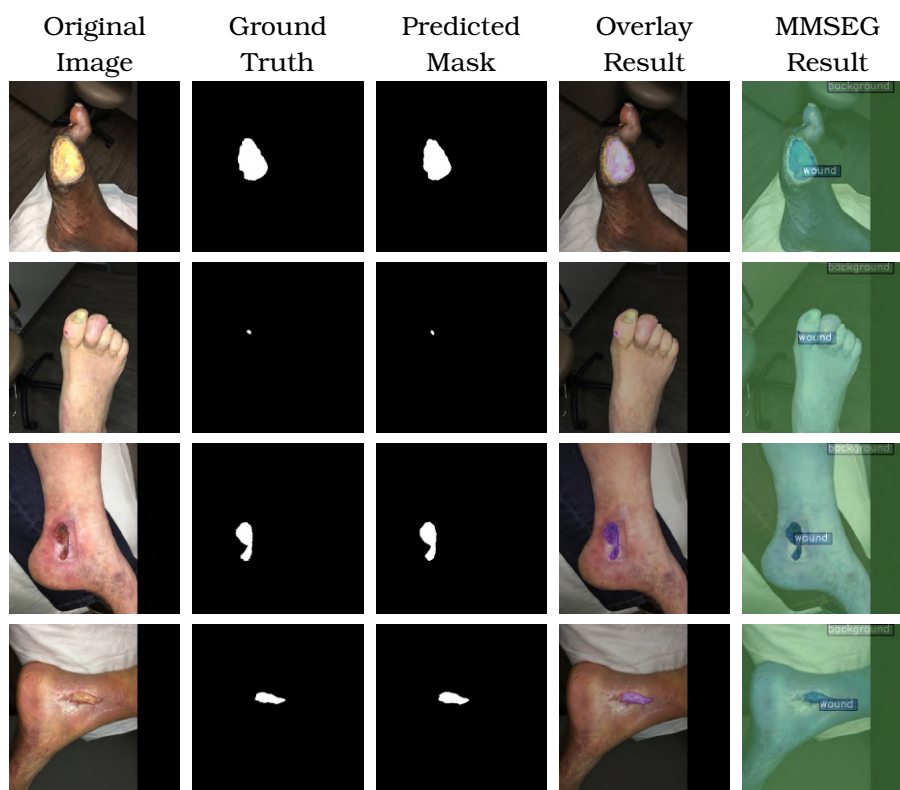 Original Ground Predicted Overlay MMSEG
Image Truth Mask Result Result
background
wound
background
wound
background
wound
background
wound